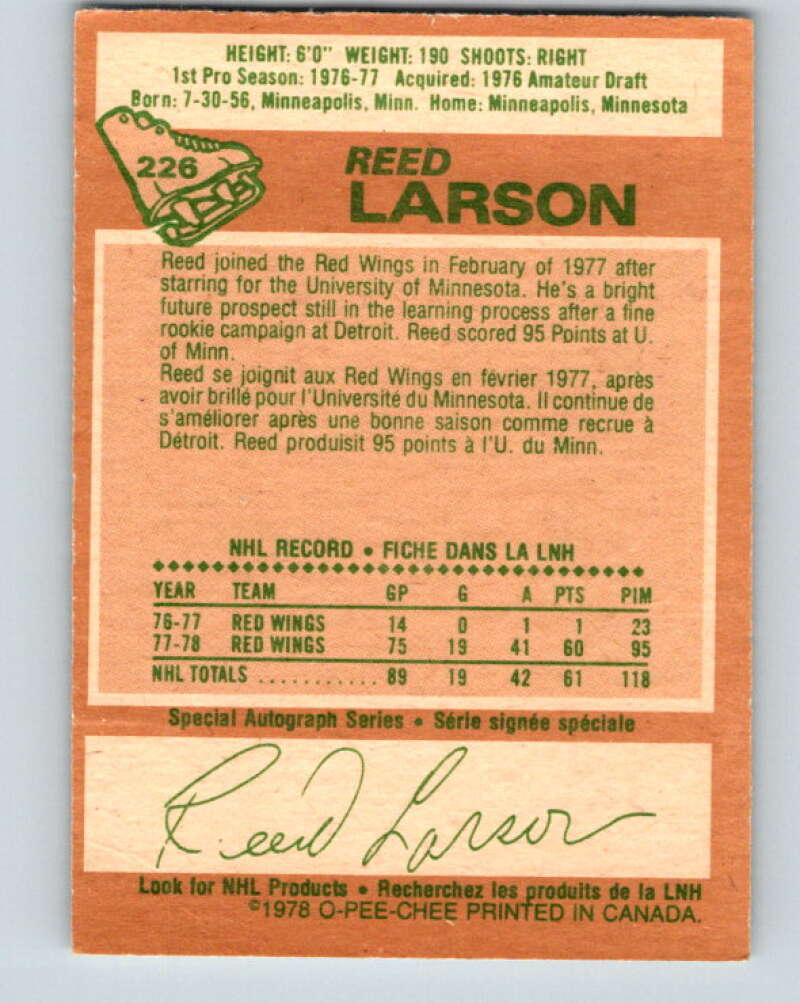 HEIGHT: 6'0" WEIGHT: 190 SHOOTS: RIGHT
1st Pro Season: 1976-77 Acquired: 1976 Amateur Draft
Born: 7-30-56, Minneapolis, Minn. Home: Minneapolis, Minnesota
226
REED
LARSON
Reed joined the Red Wings in February of 1977 after
starring for the University of Minnesota. He's a bright
future prospect still in the learning process after a fine
rookie campaign at Detroit. Reed scored 95 Points at U.
of Minn.
Reed se joignit aux Red Wings en février 1977, après
avoir brillé pour l'Université du Minnesota. Il continue de
s'améliorer après une bonne saison comme recrue à
Détroit. Reed produisit 95 points à l'U. du Minn.
NHL RECORD • FICHE DANS LA LNH
YEAR TEAM GP G A PTS PIM
76-77 RED WINGS 14 0 1 1 23
77-78 RED WINGS 75 19 41 60 95
NHL TOTALS ........... 89 19 42 61 118
Special Autograph Series • Série signée spéciale
Reed Larson
Look for NHL Products • Recherchez les produits de la LNH
©1978 O-PEE-CHEE PRINTED IN CANADA.